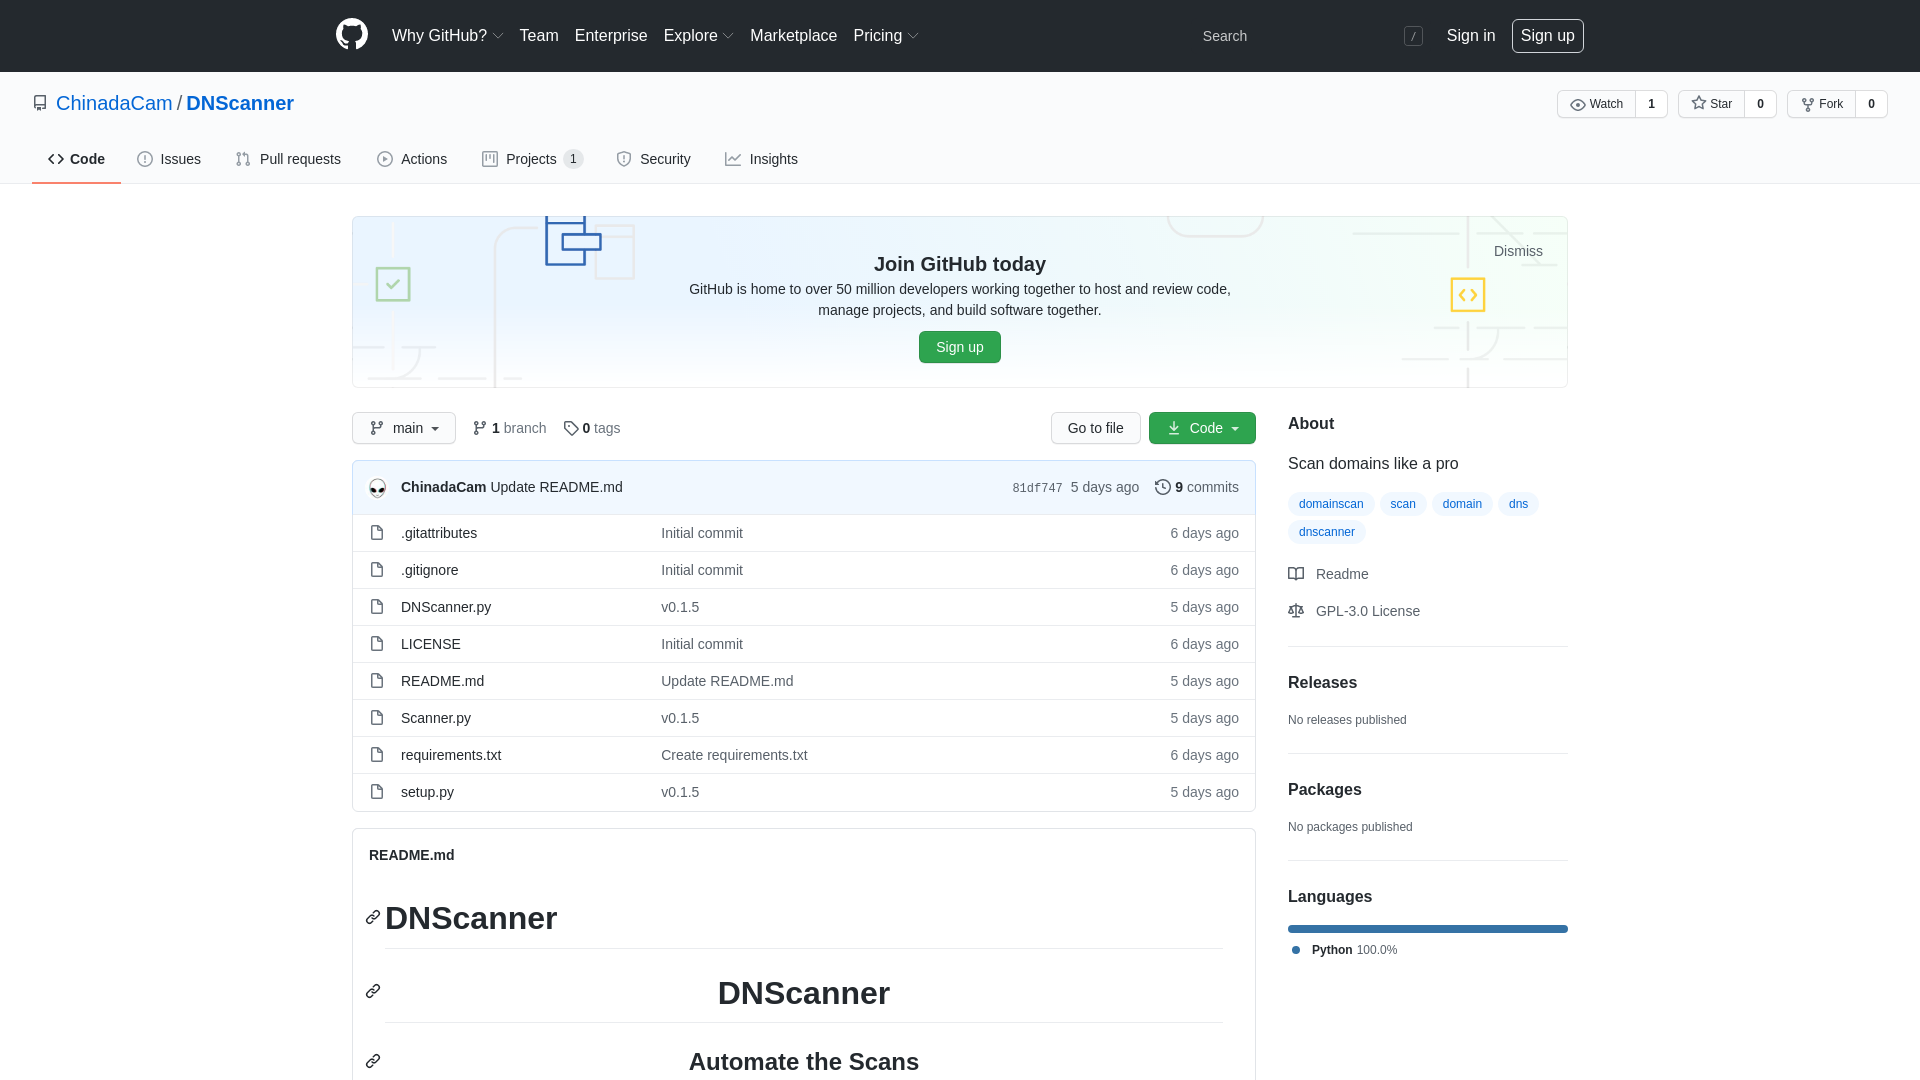 Why GitHub? Team Enterprise Explore Marketplace Pricing Search / Sign in Sign up
ChinadaCam / DNScanner Watch 1 Star 0 Fork 0
Code Issues Pull requests Actions Projects 1 Security Insights
Dismiss
Join GitHub today
GitHub is home to over 50 million developers working together to host and review code,
manage projects, and build software together.
Sign up
main 1 branch 0 tags Go to file Code
ChinadaCam Update README.md 81df747 5 days ago 9 commits
.gitattributes Initial commit 6 days ago
.gitignore Initial commit 6 days ago
DNScanner.py v0.1.5 5 days ago
LICENSE Initial commit 6 days ago
README.md Update README.md 5 days ago
Scanner.py v0.1.5 5 days ago
requirements.txt Create requirements.txt 6 days ago
setup.py v0.1.5 5 days ago
README.md
DNScanner
DNScanner
Automate the Scans
About
Scan domains like a pro
domainscan scan domain dns
dnscanner
Readme
GPL-3.0 License
Releases
No releases published
Packages
No packages published
Languages
Python 100.0%